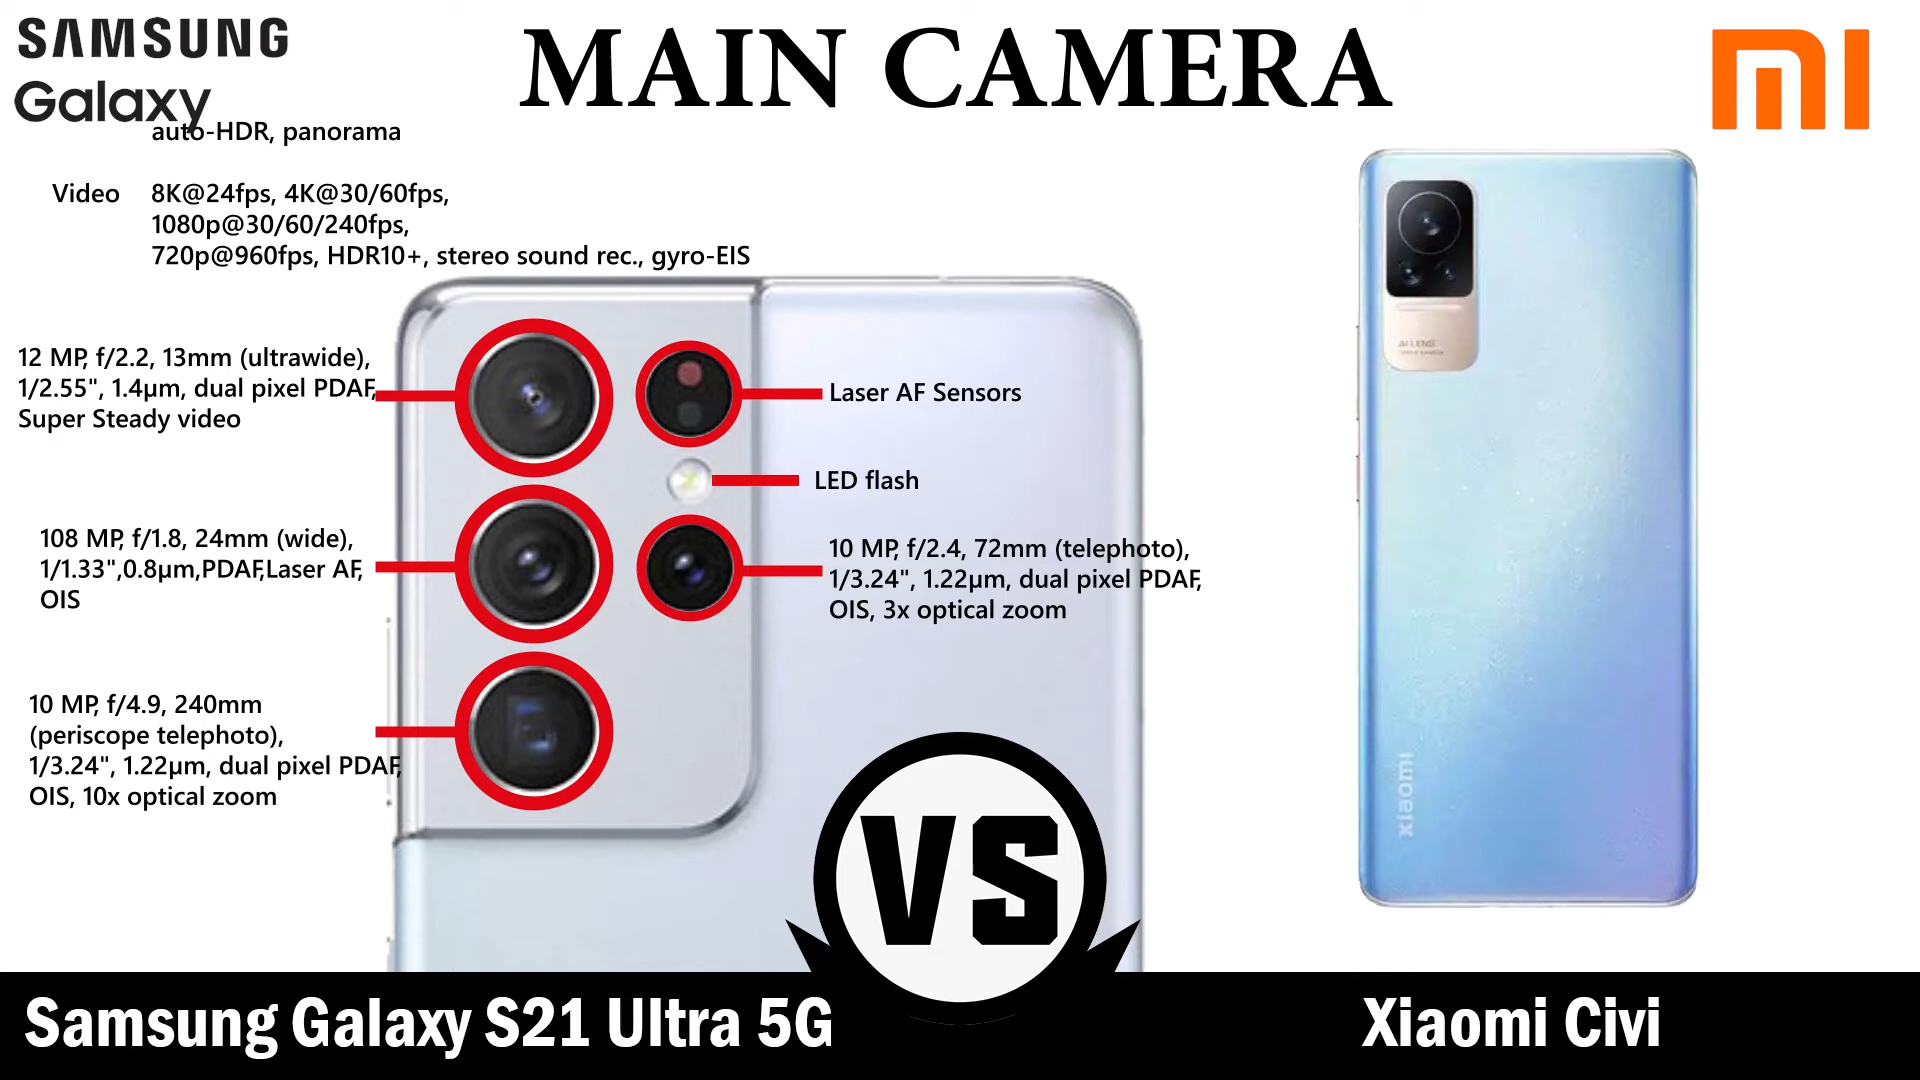 SAMSUNG
Galaxy
MAIN CAMERA
MI
auto-HDR, panorama
Video 8K@24fps, 4K@30/60fps,
1080p@30/60/240fps,
720p@960fps, HDR10+, stereo sound rec., gyro-EIS
12 MP, f/2.2, 13mm (ultrawide),
1/2.55", 1.4µm, dual pixel PDAF,
Super Steady video
Laser AF Sensors
LED flash
108 MP, f/1.8, 24mm (wide),
1/1.33",0.8µm,PDAF,Laser AF,
OIS
10 MP, f/2.4, 72mm (telephoto),
1/3.24", 1.22µm, dual pixel PDAF,
OIS, 3x optical zoom
10 MP, f/4.9, 240mm
(periscope telephoto),
1/3.24", 1.22µm, dual pixel PDAF,
OIS, 10x optical zoom
AI LENS
xiaomi
VS
Samsung Galaxy S21 Ultra 5G
Xiaomi Civi